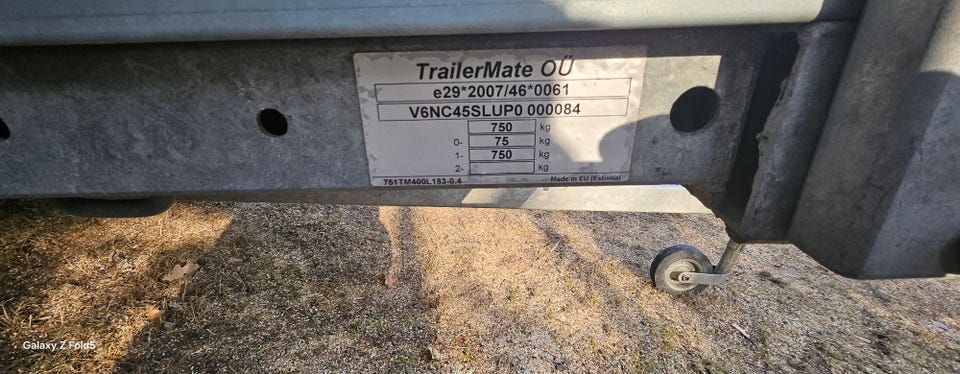 TrailerMate OÜ
e29*2007/46*0061
V6NC45SLUP0 000084
750 kg
0- 75 kg
1- 750 kg
2- kg
751TM400L183-0.4 Made in EU (Estonia)
Galaxy Z Fold5